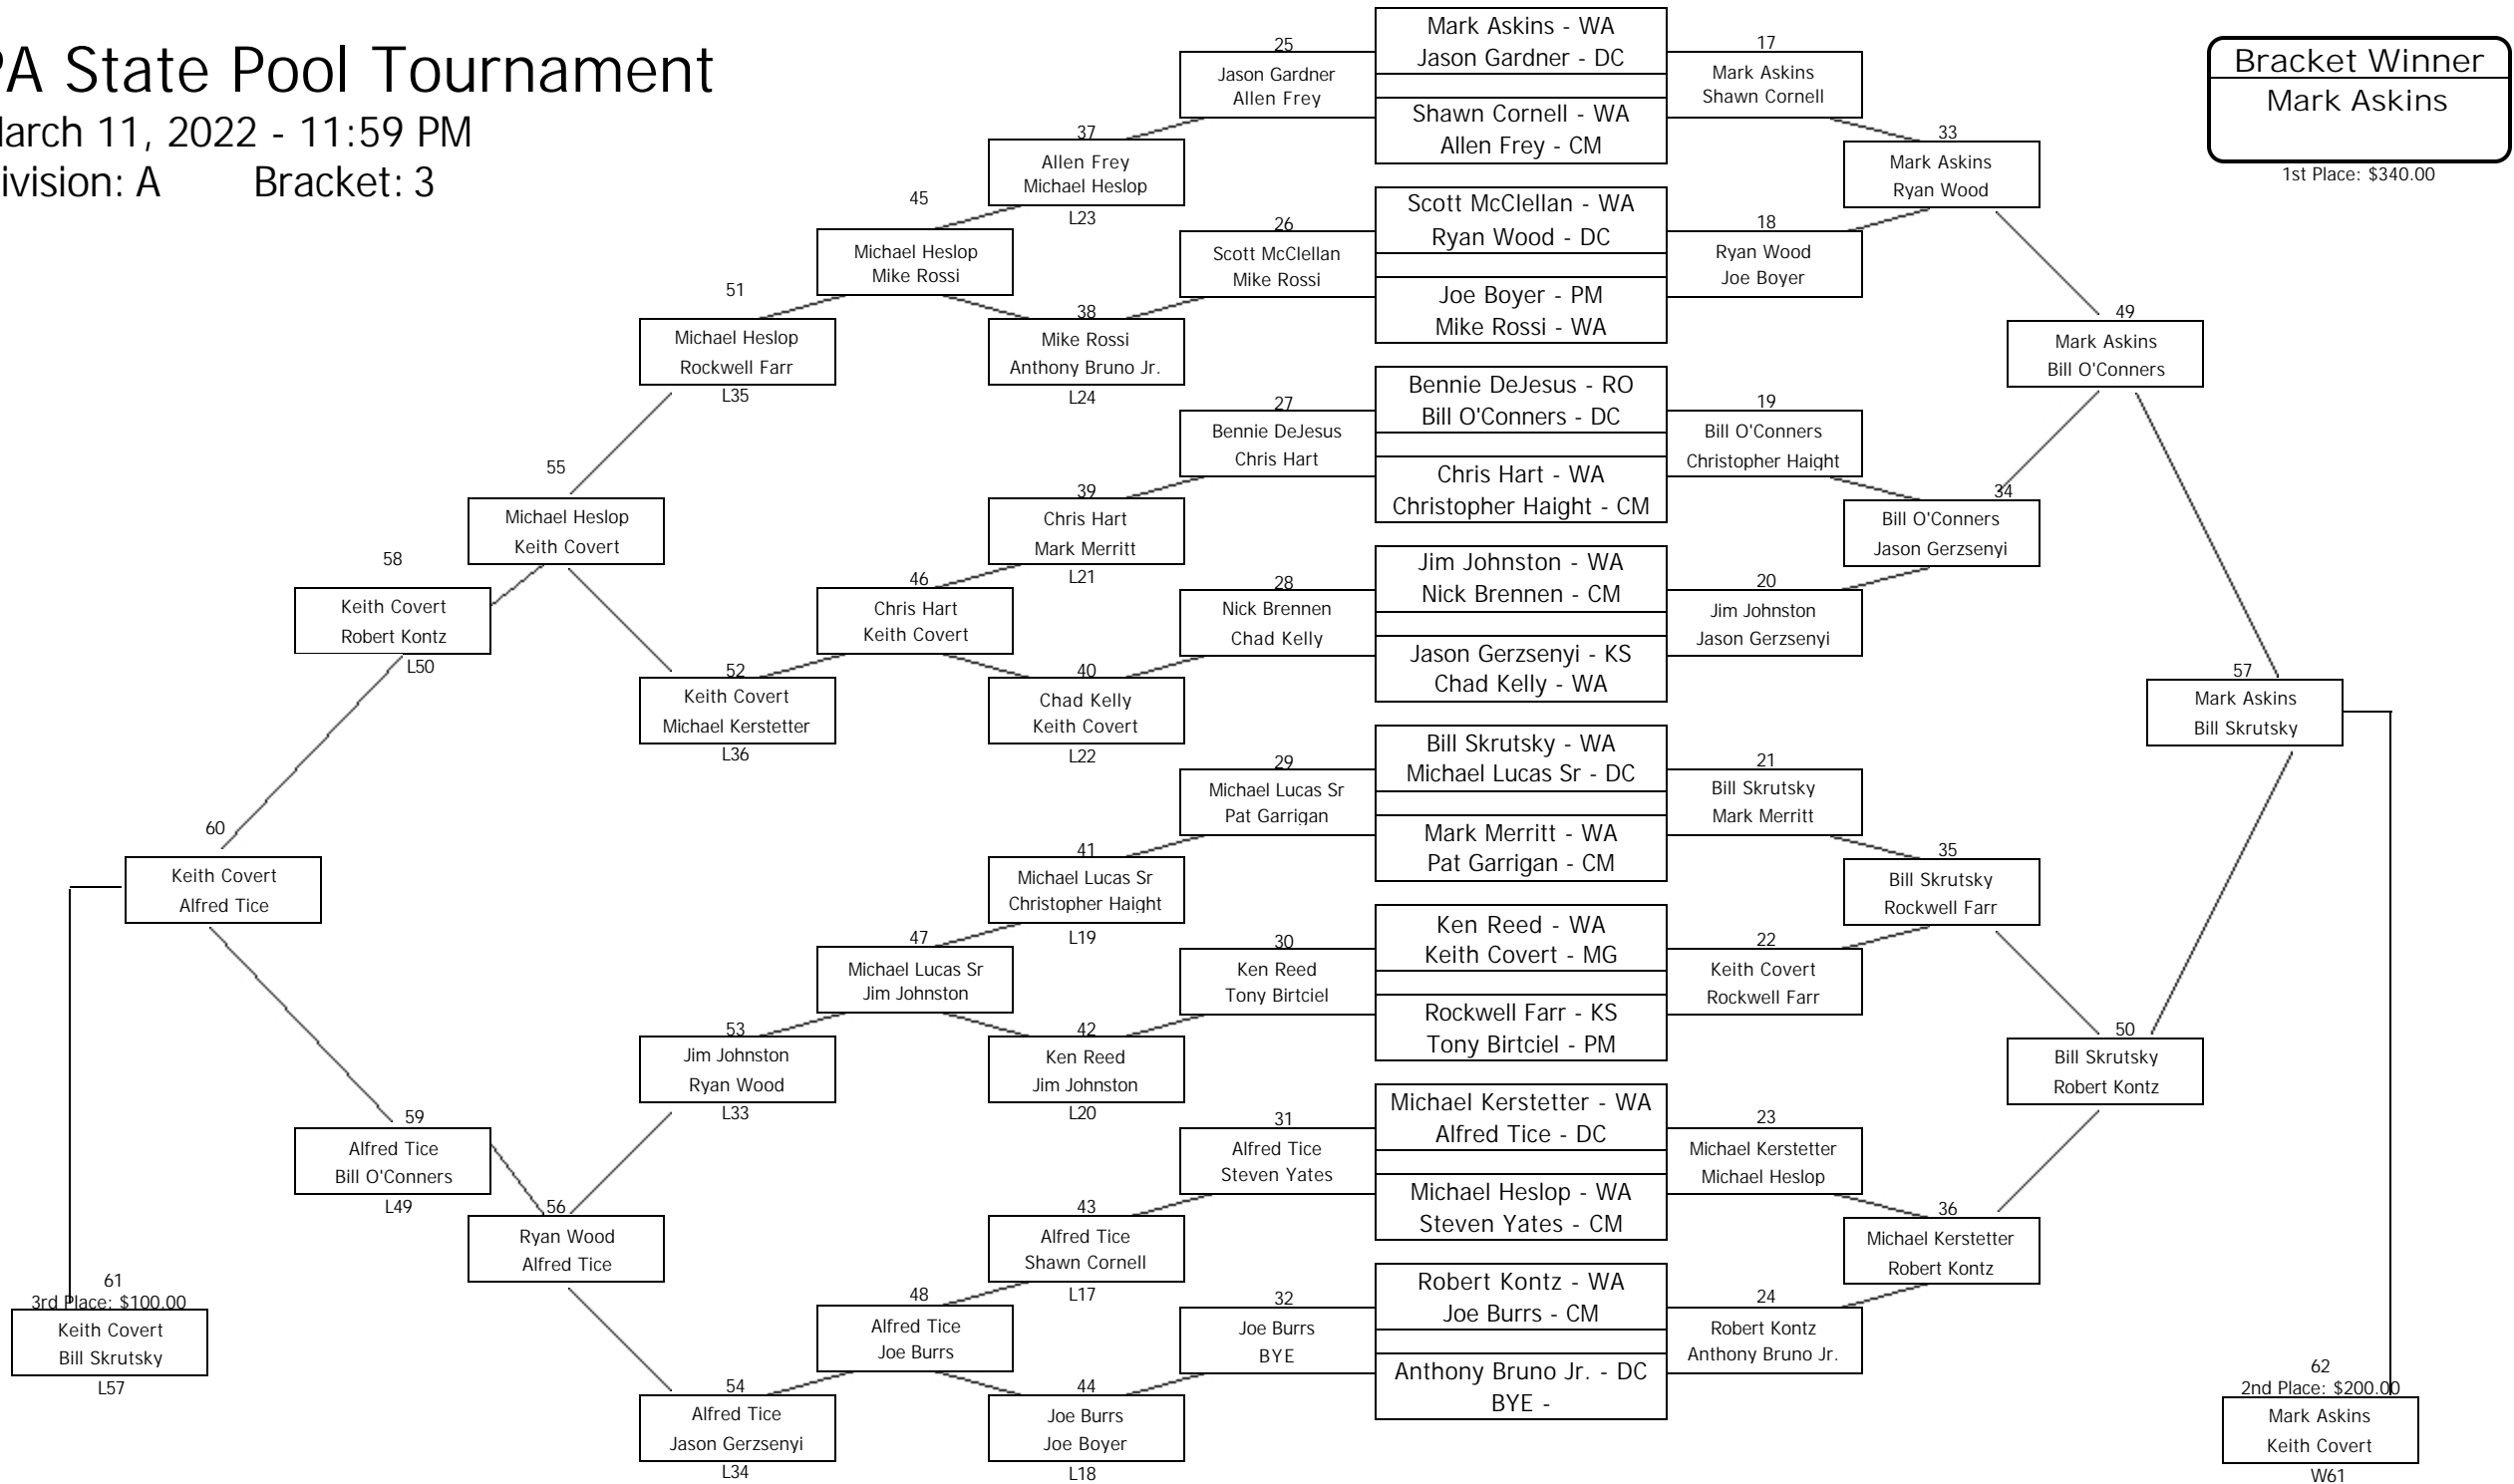 PA State Pool Tournament
March 11, 2022 - 11:59 PM
Division: A Bracket: 3
Bracket Winner
Mark Askins
1st Place: $340.00
Mark Askins - WA
Jason Gardner - DC
Shawn Cornell - WA
Allen Frey - CM
Scott McClellan - WA
Ryan Wood - DC
Joe Boyer - PM
Mike Rossi - WA
Bennie DeJesus - RO
Bill O'Conners - DC
Chris Hart - WA
Christopher Haight - CM
Jim Johnston - WA
Nick Brennen - CM
Jason Gerzsenyi - KS
Chad Kelly - WA
Bill Skrutsky - WA
Michael Lucas Sr - DC
Mark Merritt - WA
Pat Garrigan - CM
Ken Reed - WA
Keith Covert - MG
Rockwell Farr - KS
Tony Birtciel - PM
Michael Kerstetter - WA
Alfred Tice - DC
Michael Heslop - WA
Steven Yates - CM
Robert Kontz - WA
Joe Burrs - CM
Anthony Bruno Jr. - DC
BYE -
17
Mark Askins
Shawn Cornell
18
Ryan Wood
Joe Boyer
19
Bill O'Conners
Christopher Haight
20
Jim Johnston
Jason Gerzsenyi
21
Bill Skrutsky
Mark Merritt
22
Keith Covert
Rockwell Farr
23
Michael Kerstetter
Michael Heslop
24
Robert Kontz
Anthony Bruno Jr.
33
Mark Askins
Ryan Wood
34
Bill O'Conners
Jason Gerzsenyi
35
Bill Skrutsky
Rockwell Farr
36
Michael Kerstetter
Robert Kontz
49
Mark Askins
Bill O'Conners
50
Bill Skrutsky
Robert Kontz
57
Mark Askins
Bill Skrutsky
62
2nd Place: $200.00
Mark Askins
Keith Covert
W61
25
Jason Gardner
Allen Frey
26
Scott McClellan
Mike Rossi
27
Bennie DeJesus
Chris Hart
28
Nick Brennen
Chad Kelly
29
Michael Lucas Sr
Pat Garrigan
30
Ken Reed
Tony Birtciel
31
Alfred Tice
Steven Yates
32
Joe Burrs
BYE
37
Allen Frey
Michael Heslop
L23
38
Mike Rossi
Anthony Bruno Jr.
L24
39
Chris Hart
Mark Merritt
L21
40
Chad Kelly
Keith Covert
L22
41
Michael Lucas Sr
Christopher Haight
L19
42
Ken Reed
Jim Johnston
L20
43
Alfred Tice
Shawn Cornell
L17
44
Joe Burrs
Joe Boyer
L18
45
Michael Heslop
Mike Rossi
46
Chris Hart
Keith Covert
47
Michael Lucas Sr
Jim Johnston
48
Alfred Tice
Joe Burrs
51
Michael Heslop
Rockwell Farr
L35
52
Keith Covert
Michael Kerstetter
L36
53
Jim Johnston
Ryan Wood
L33
54
Alfred Tice
Jason Gerzsenyi
L34
55
Michael Heslop
Keith Covert
56
Ryan Wood
Alfred Tice
58
Keith Covert
Robert Kontz
L50
59
Alfred Tice
Bill O'Conners
L49
60
Keith Covert
Alfred Tice
61
3rd Place: $100.00
Keith Covert
Bill Skrutsky
L57